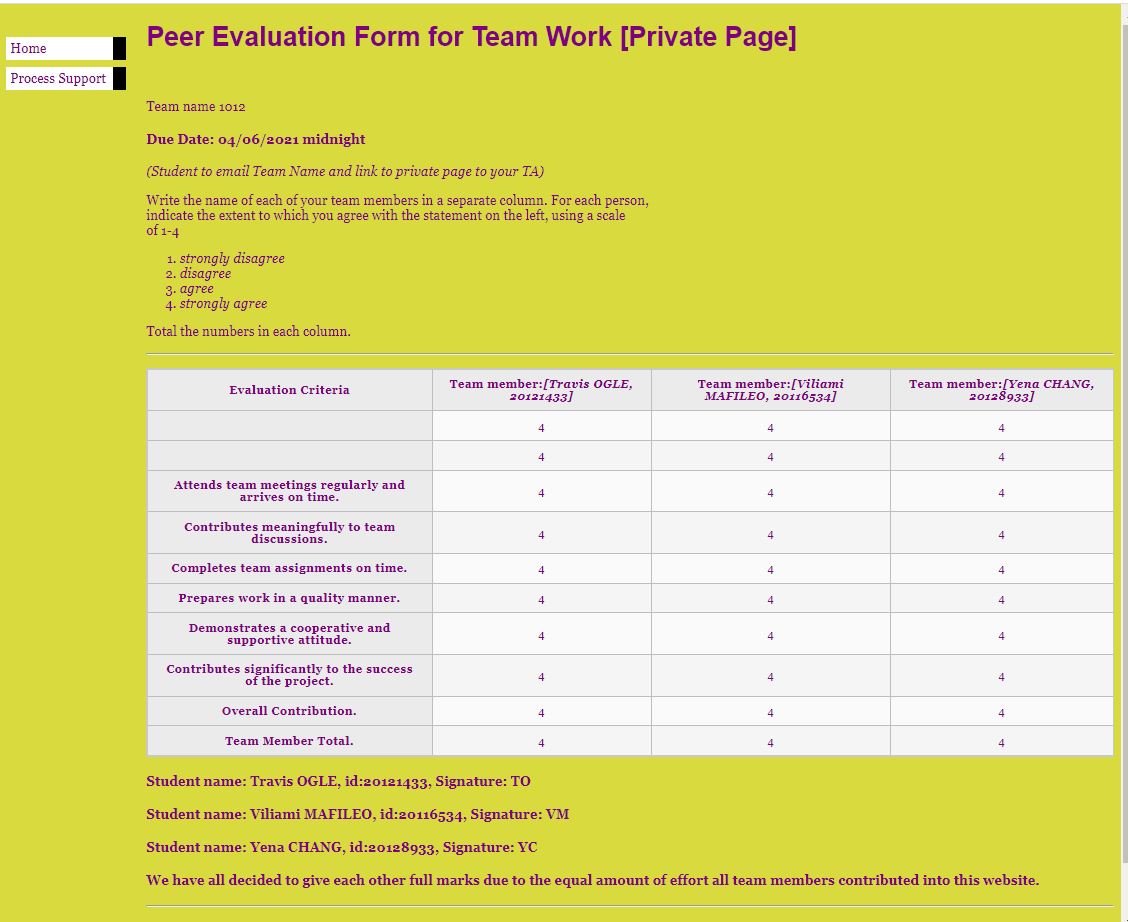 Home
Process Support
Peer Evaluation Form for Team Work [Private Page]
Team name 1012
Due Date: 04/06/2021 midnight
(Student to email Team Name and link to private page to your TA)
Write the name of each of your team members in a separate column. For each person,
indicate the extent to which you agree with the statement on the left, using a scale
of 1-4
1. strongly disagree
2. disagree
3. agree
4. strongly agree
Total the numbers in each column.
Evaluation Criteria
Team member:[Travis OGLE,
20121433]
Team member:[Viliami
MAFILEO, 20116534]
Team member:[Yena CHANG,
20128933]
4 4 4
4 4 4
Attends team meetings regularly and
arrives on time.
4 4 4
Contributes meaningfully to team
discussions.
4 4 4
Completes team assignments on time. 4 4 4
Prepares work in a quality manner. 4 4 4
Demonstrates a cooperative and
supportive attitude.
4 4 4
Contributes significantly to the success
of the project.
4 4 4
Overall Contribution. 4 4 4
Team Member Total. 4 4 4
Student name: Travis OGLE, id:20121433, Signature: TO
Student name: Viliami MAFILEO, id:20116534, Signature: VM
Student name: Yena CHANG, id:20128933, Signature: YC
We have all decided to give each other full marks due to the equal amount of effort all team members contributed into this website.